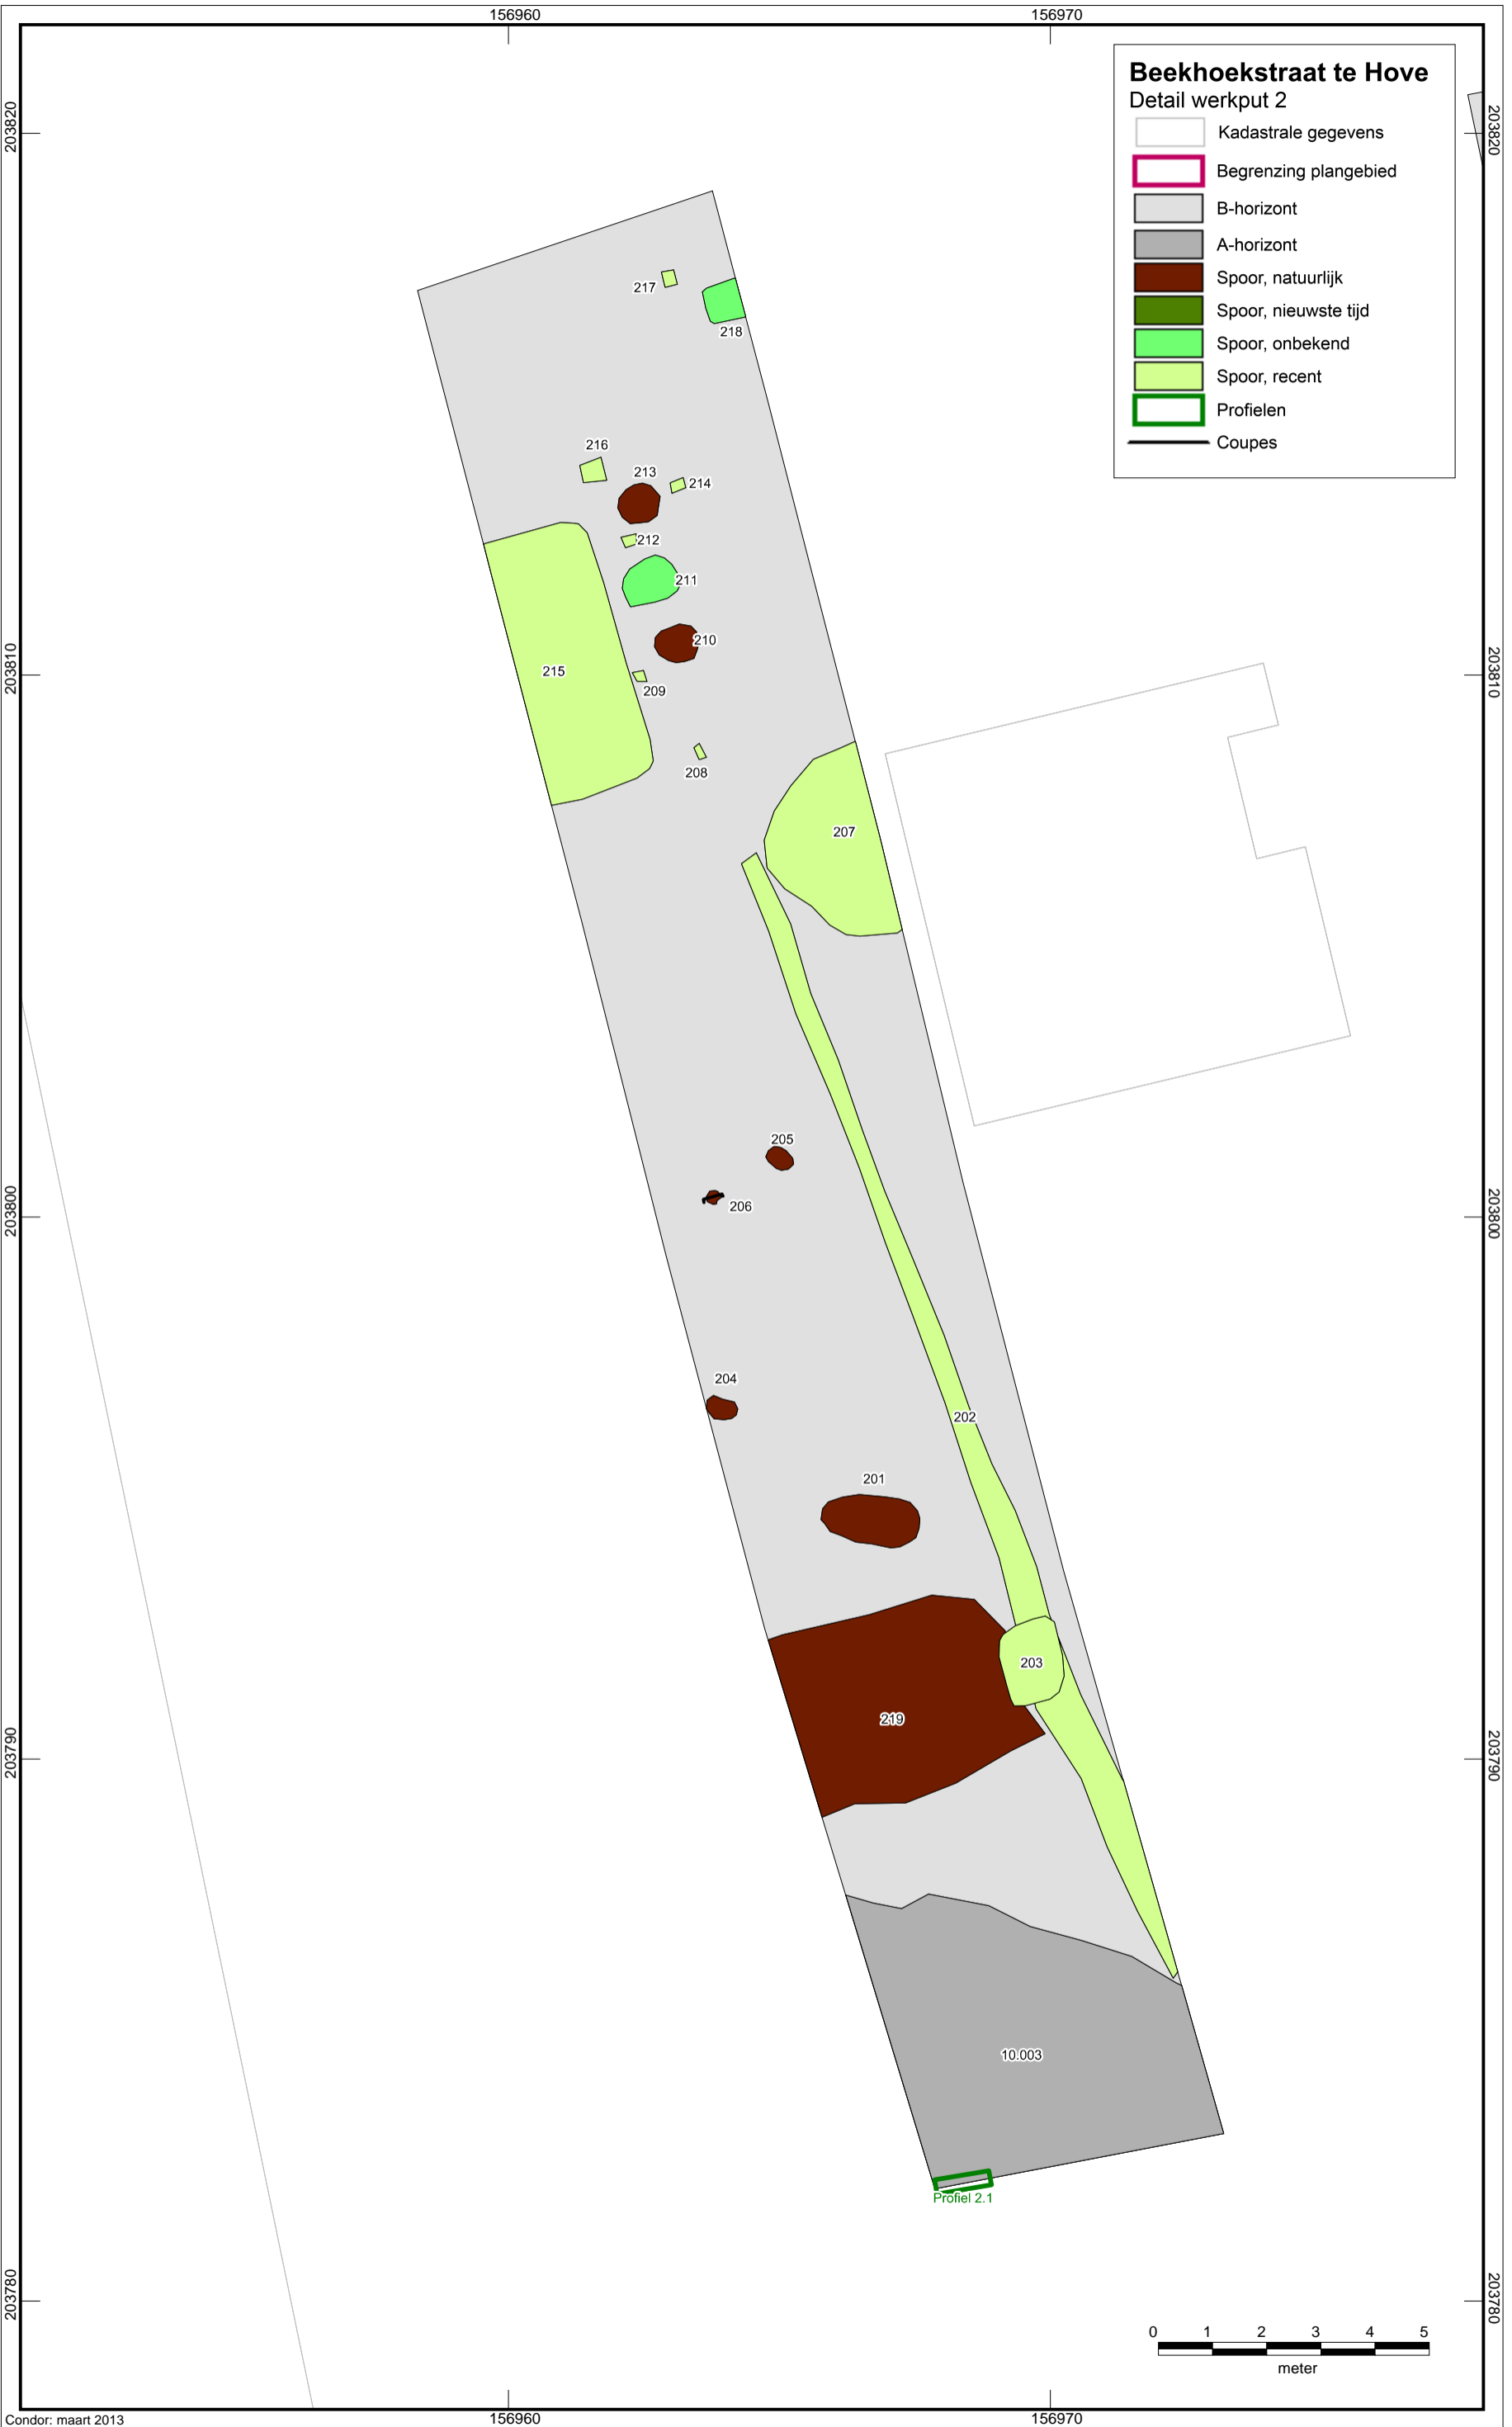 156960 156970
Beekhoekstraat te Hove
Detail werkput 2
Kadastrale gegevens
Begrenzing plangebied
B-horizont
A-horizont
Spoor, natuurlijk
Spoor, nieuwste tijd
Spoor, onbekend
Spoor, recent
Profielen
Coupes
203820 203820
217
218
216
213
214
212
211
210
203810 203810
215
209
208
207
205
206
203800 203800
204
202
201
203
219
203790 203790
10.003
Profiel 2.1
203780 203780
0 1 2 3 4 5
meter
156960 156970
Condor: maart 2013